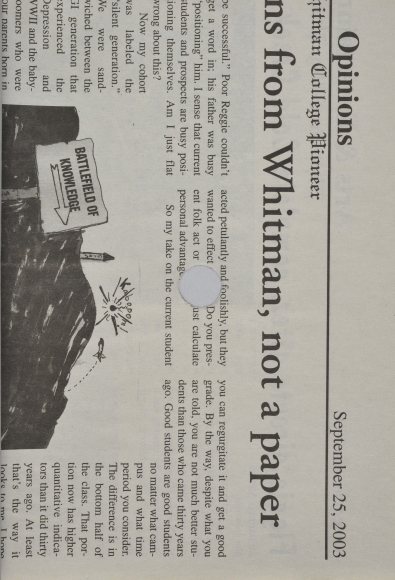 Opinions
September 25, 2003
hitman College Pioneer
ns from Whitman, not a paper
be successful." Poor Reggie couldn't
get a word in; his father was busy
"positioning" him. I sense that current
students and prospects are busy posi-
tioning themselves. Am I just flat
wrong about this?
Now my cohort
was labeled the
"silent generation."
We were sand-
wiched between the
GI generation that
experienced the
Depression and
WWII and the baby-
boomers who were
our parents born in
acted petulantly and foolishly, but they
wanted to effect Do you pres-
ent folk act or just calculate
personal advantage
So my take on the current student
BATTLEFIELD OF
KNOWLEDGE
you can regurgitate it and get a good
grade. By the way, despite what you
are told, you are not much better stu-
dents than those who came thirty years
ago. Good students are good students
no matter what cam-
pus and what time
period you consider.
The difference is in
the bottom half of
the class. That por-
tion now has higher
quantitative indica-
tors than it did thirty
years ago. At least
that's the way it
looks to me. I hope